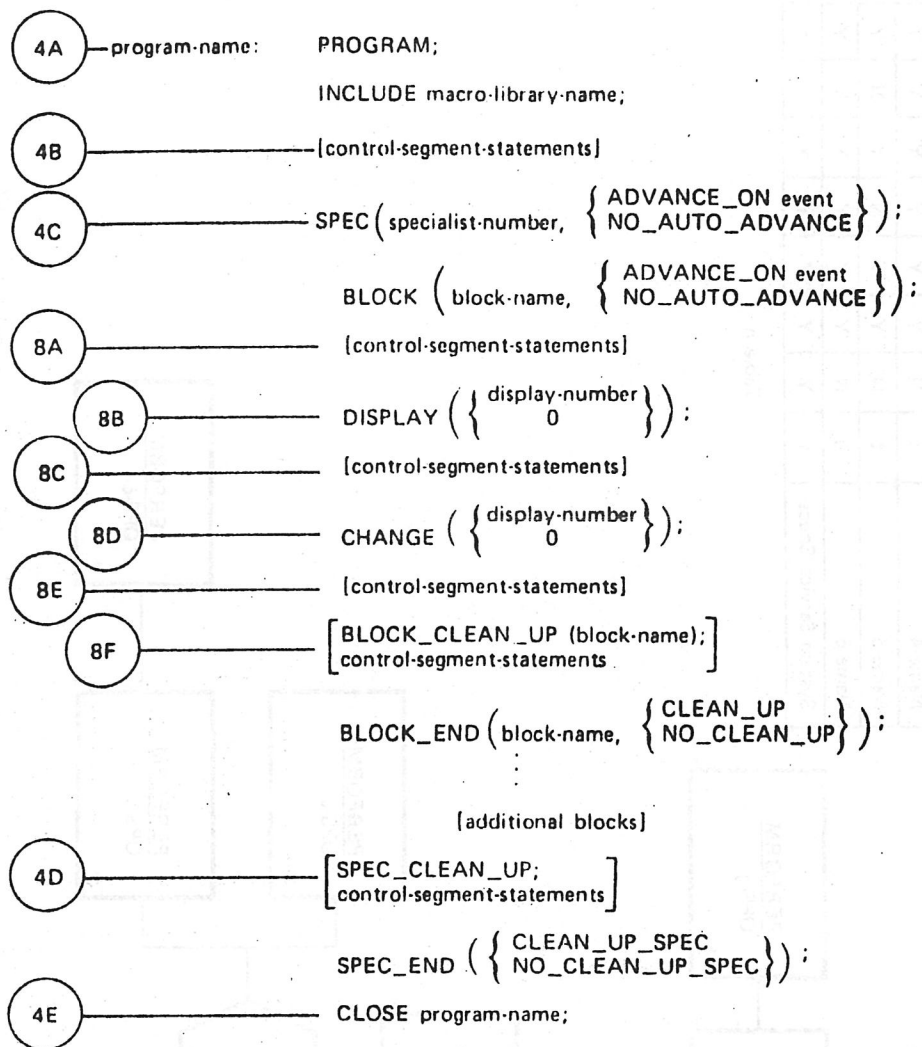 4A program-name: PROGRAM;
INCLUDE macro-library-name;
4B [control-segment-statements]
4C SPEC (specialist-number, { ADVANCE_ON event
NO_AUTO_ADVANCE } );
BLOCK (block-name, { ADVANCE_ON event
NO_AUTO_ADVANCE } );
8A [control-segment-statements]
8B DISPLAY ( { display-number
0 } );
8C [control-segment-statements]
8D CHANGE ( { display-number
0 } );
8E [control-segment-statements]
8F [ BLOCK_CLEAN_UP (block-name);
control-segment-statements ]
BLOCK_END (block-name, { CLEAN_UP
NO_CLEAN_UP } );
[additional blocks]
4D [ SPEC_CLEAN_UP;
control-segment-statements ]
SPEC_END ( { CLEAN_UP_SPEC
NO_CLEAN_UP_SPEC } );
4E CLOSE program-name;